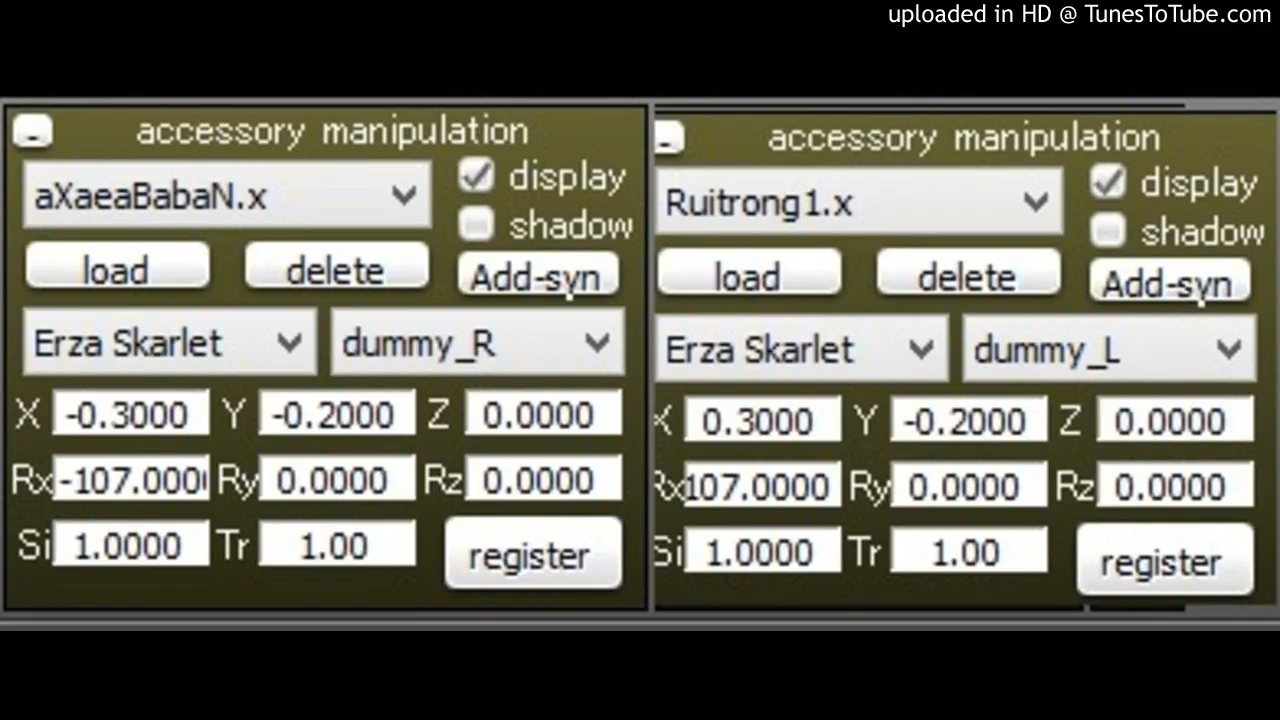 uploaded in HD @ TunesToTube.com
accessory manipulation
aXaeaBabaN.x
display
shadow
load
delete
Add-syn
Erza Skarlet
dummy_R
X -0.3000 Y -0.2000 Z 0.0000
Rx -107.000 Ry 0.0000 Rz 0.0000
Si 1.0000 Tr 1.00
register
accessory manipulation
Ruitrong1.x
display
shadow
load
delete
Add-syn
Erza Skarlet
dummy_L
X 0.3000 Y -0.2000 Z 0.0000
Rx 107.0000 Ry 0.0000 Rz 0.0000
Si 1.0000 Tr 1.00
register